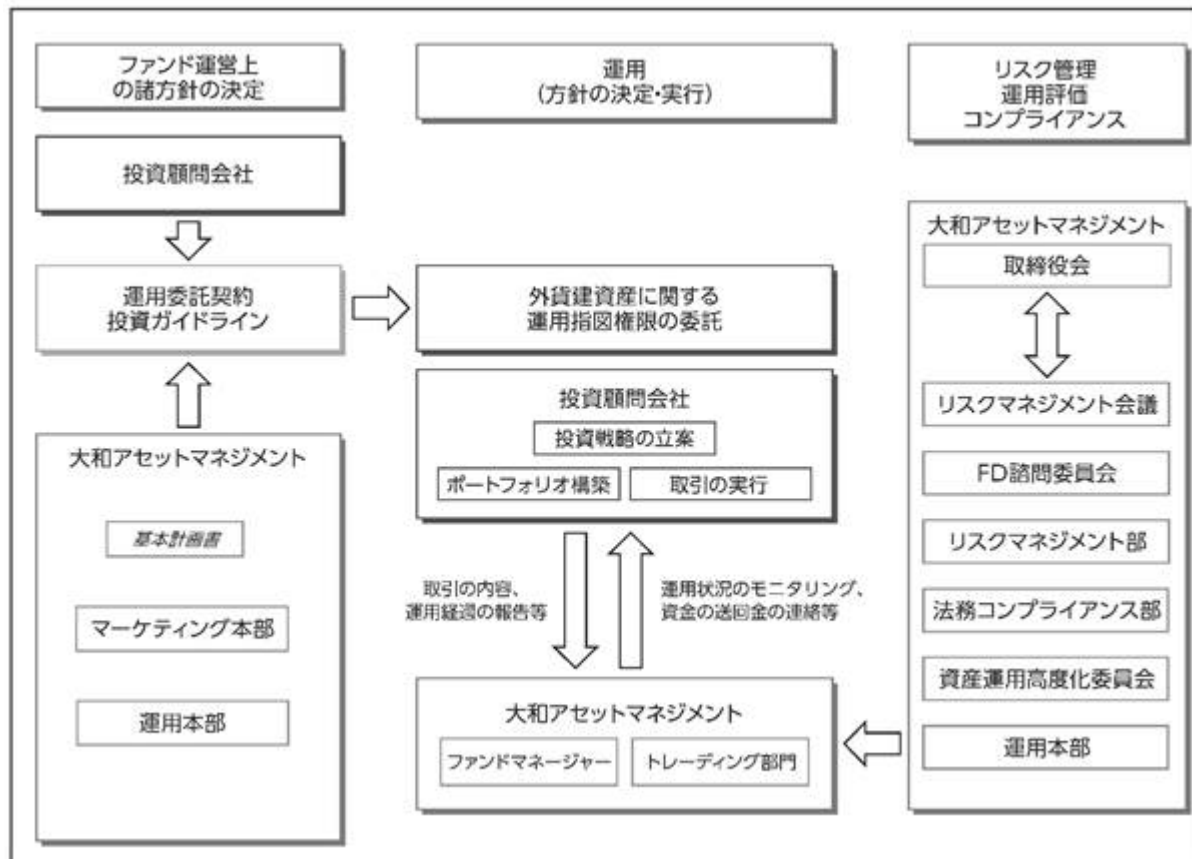 ファンド運営上
の諸方針の決定
運用
(方針の決定・実行)
リスク管理
運用評価
コンプライアンス
投資顧問会社
運用委託契約
投資ガイドライン
大和アセットマネジメント
基本計画書
マーケティング本部
運用本部
外貨建資産に関する
運用指図権限の委託
投資顧問会社
投資戦略の立案
ポートフォリオ構築
取引の実行
取引の内容、
運用経過の報告等
運用状況のモニタリング、
資金の送回金の連絡等
大和アセットマネジメント
ファンドマネージャー
トレーディング部門
大和アセットマネジメント
取締役会
リスクマネジメント会議
FD諮問委員会
リスクマネジメント部
法務コンプライアンス部
資産運用高度化委員会
運用本部